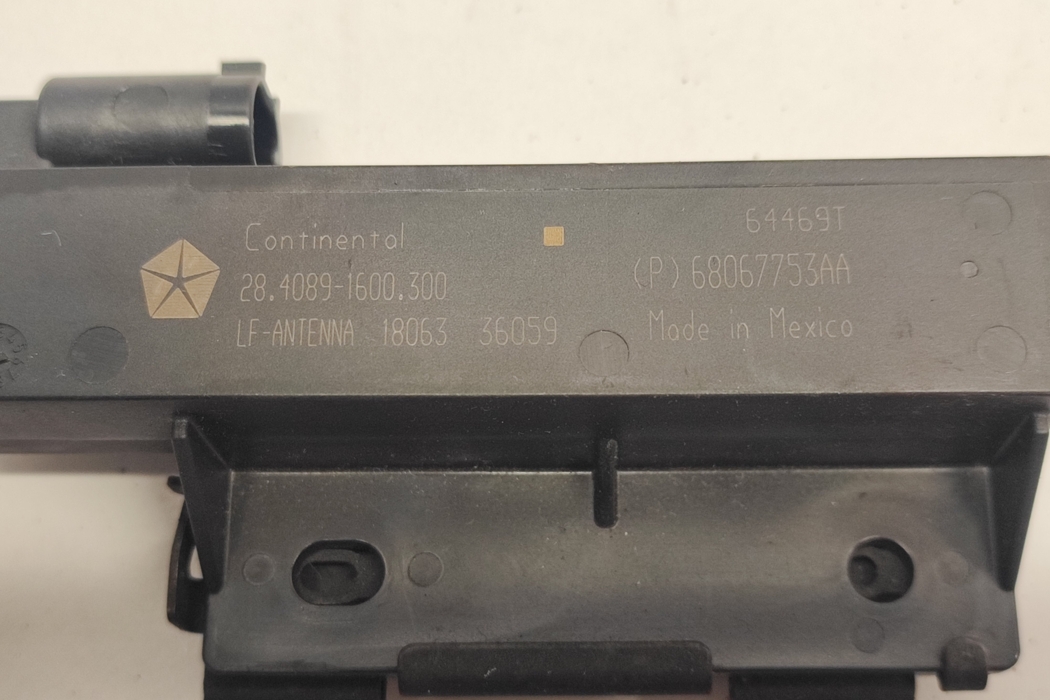 Continental
28.4089-1600.300
LF-ANTENNA 18063 36059
64469T
(P) 68067753AA
Made in Mexico